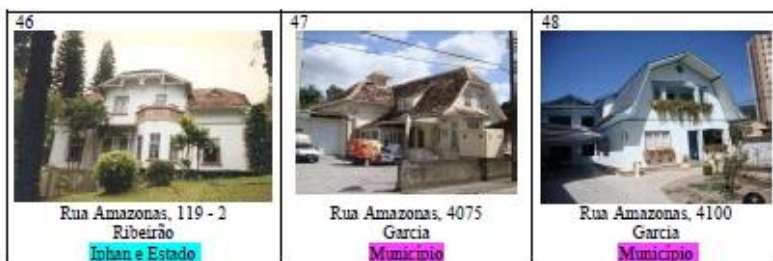 46
47
48
Rua Amazonas, 119 - 2
Ribeirão
Iphan e Estado
Rua Amazonas, 4075
Garcia
Município
Rua Amazonas, 4100
Garcia
Município